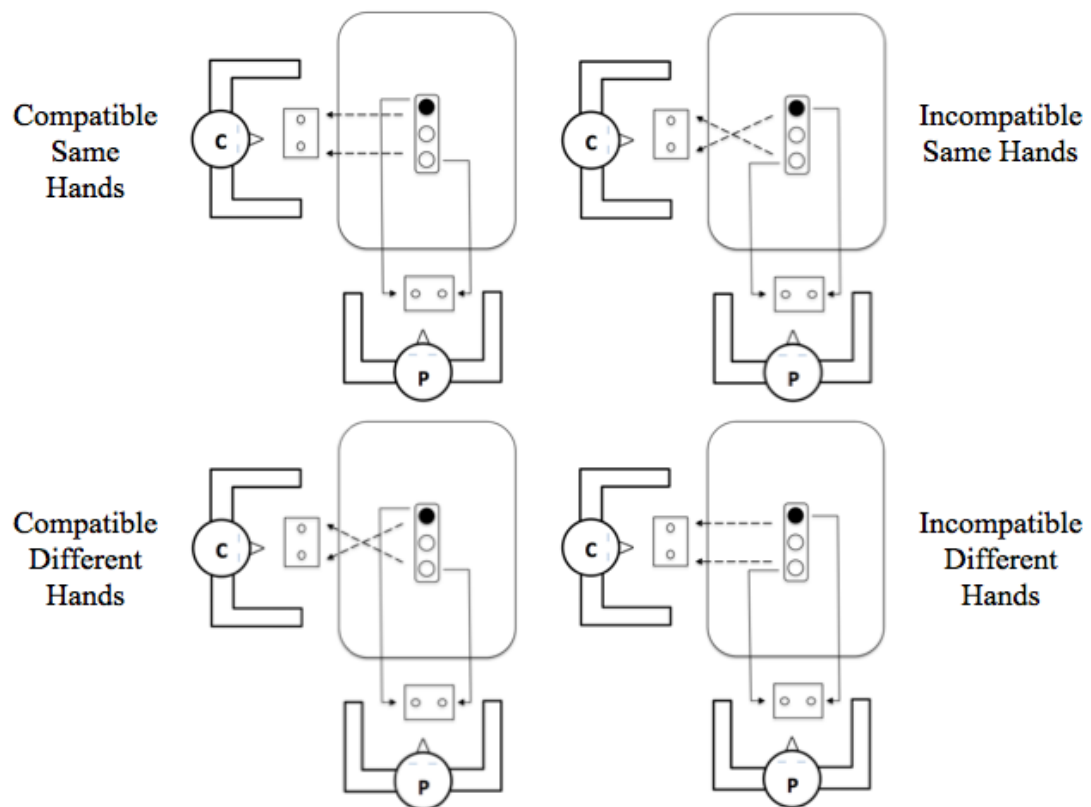 Compatible
Same
Hands
C
P
Incompatible
Same Hands
C
P
Compatible
Different
Hands
C
P
Incompatible
Different
Hands
C
P